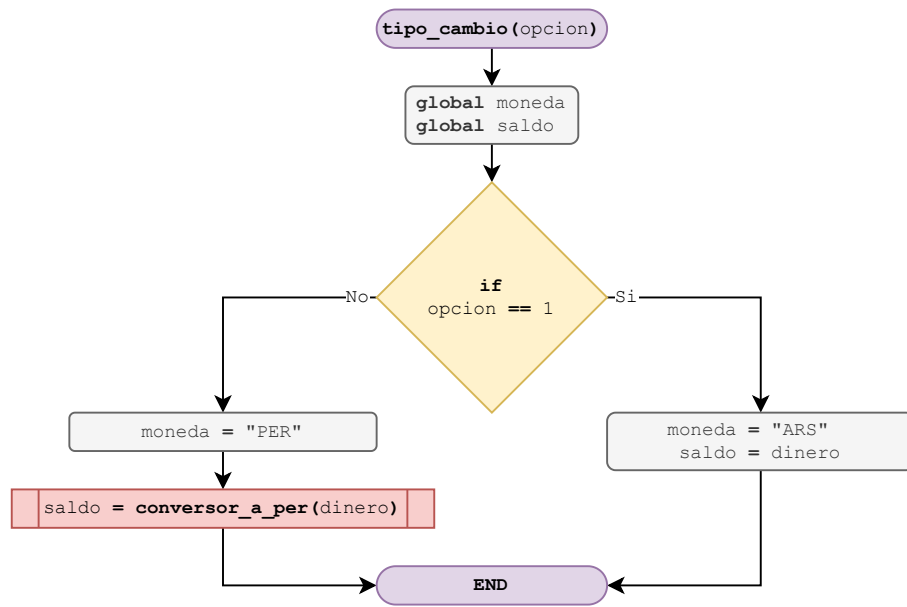 tipo_cambio(opcion)
global moneda
global saldo
if
opcion == 1
No
Si
moneda = "PER"
moneda = "ARS"
saldo = dinero
saldo = conversor_a_per(dinero)
END